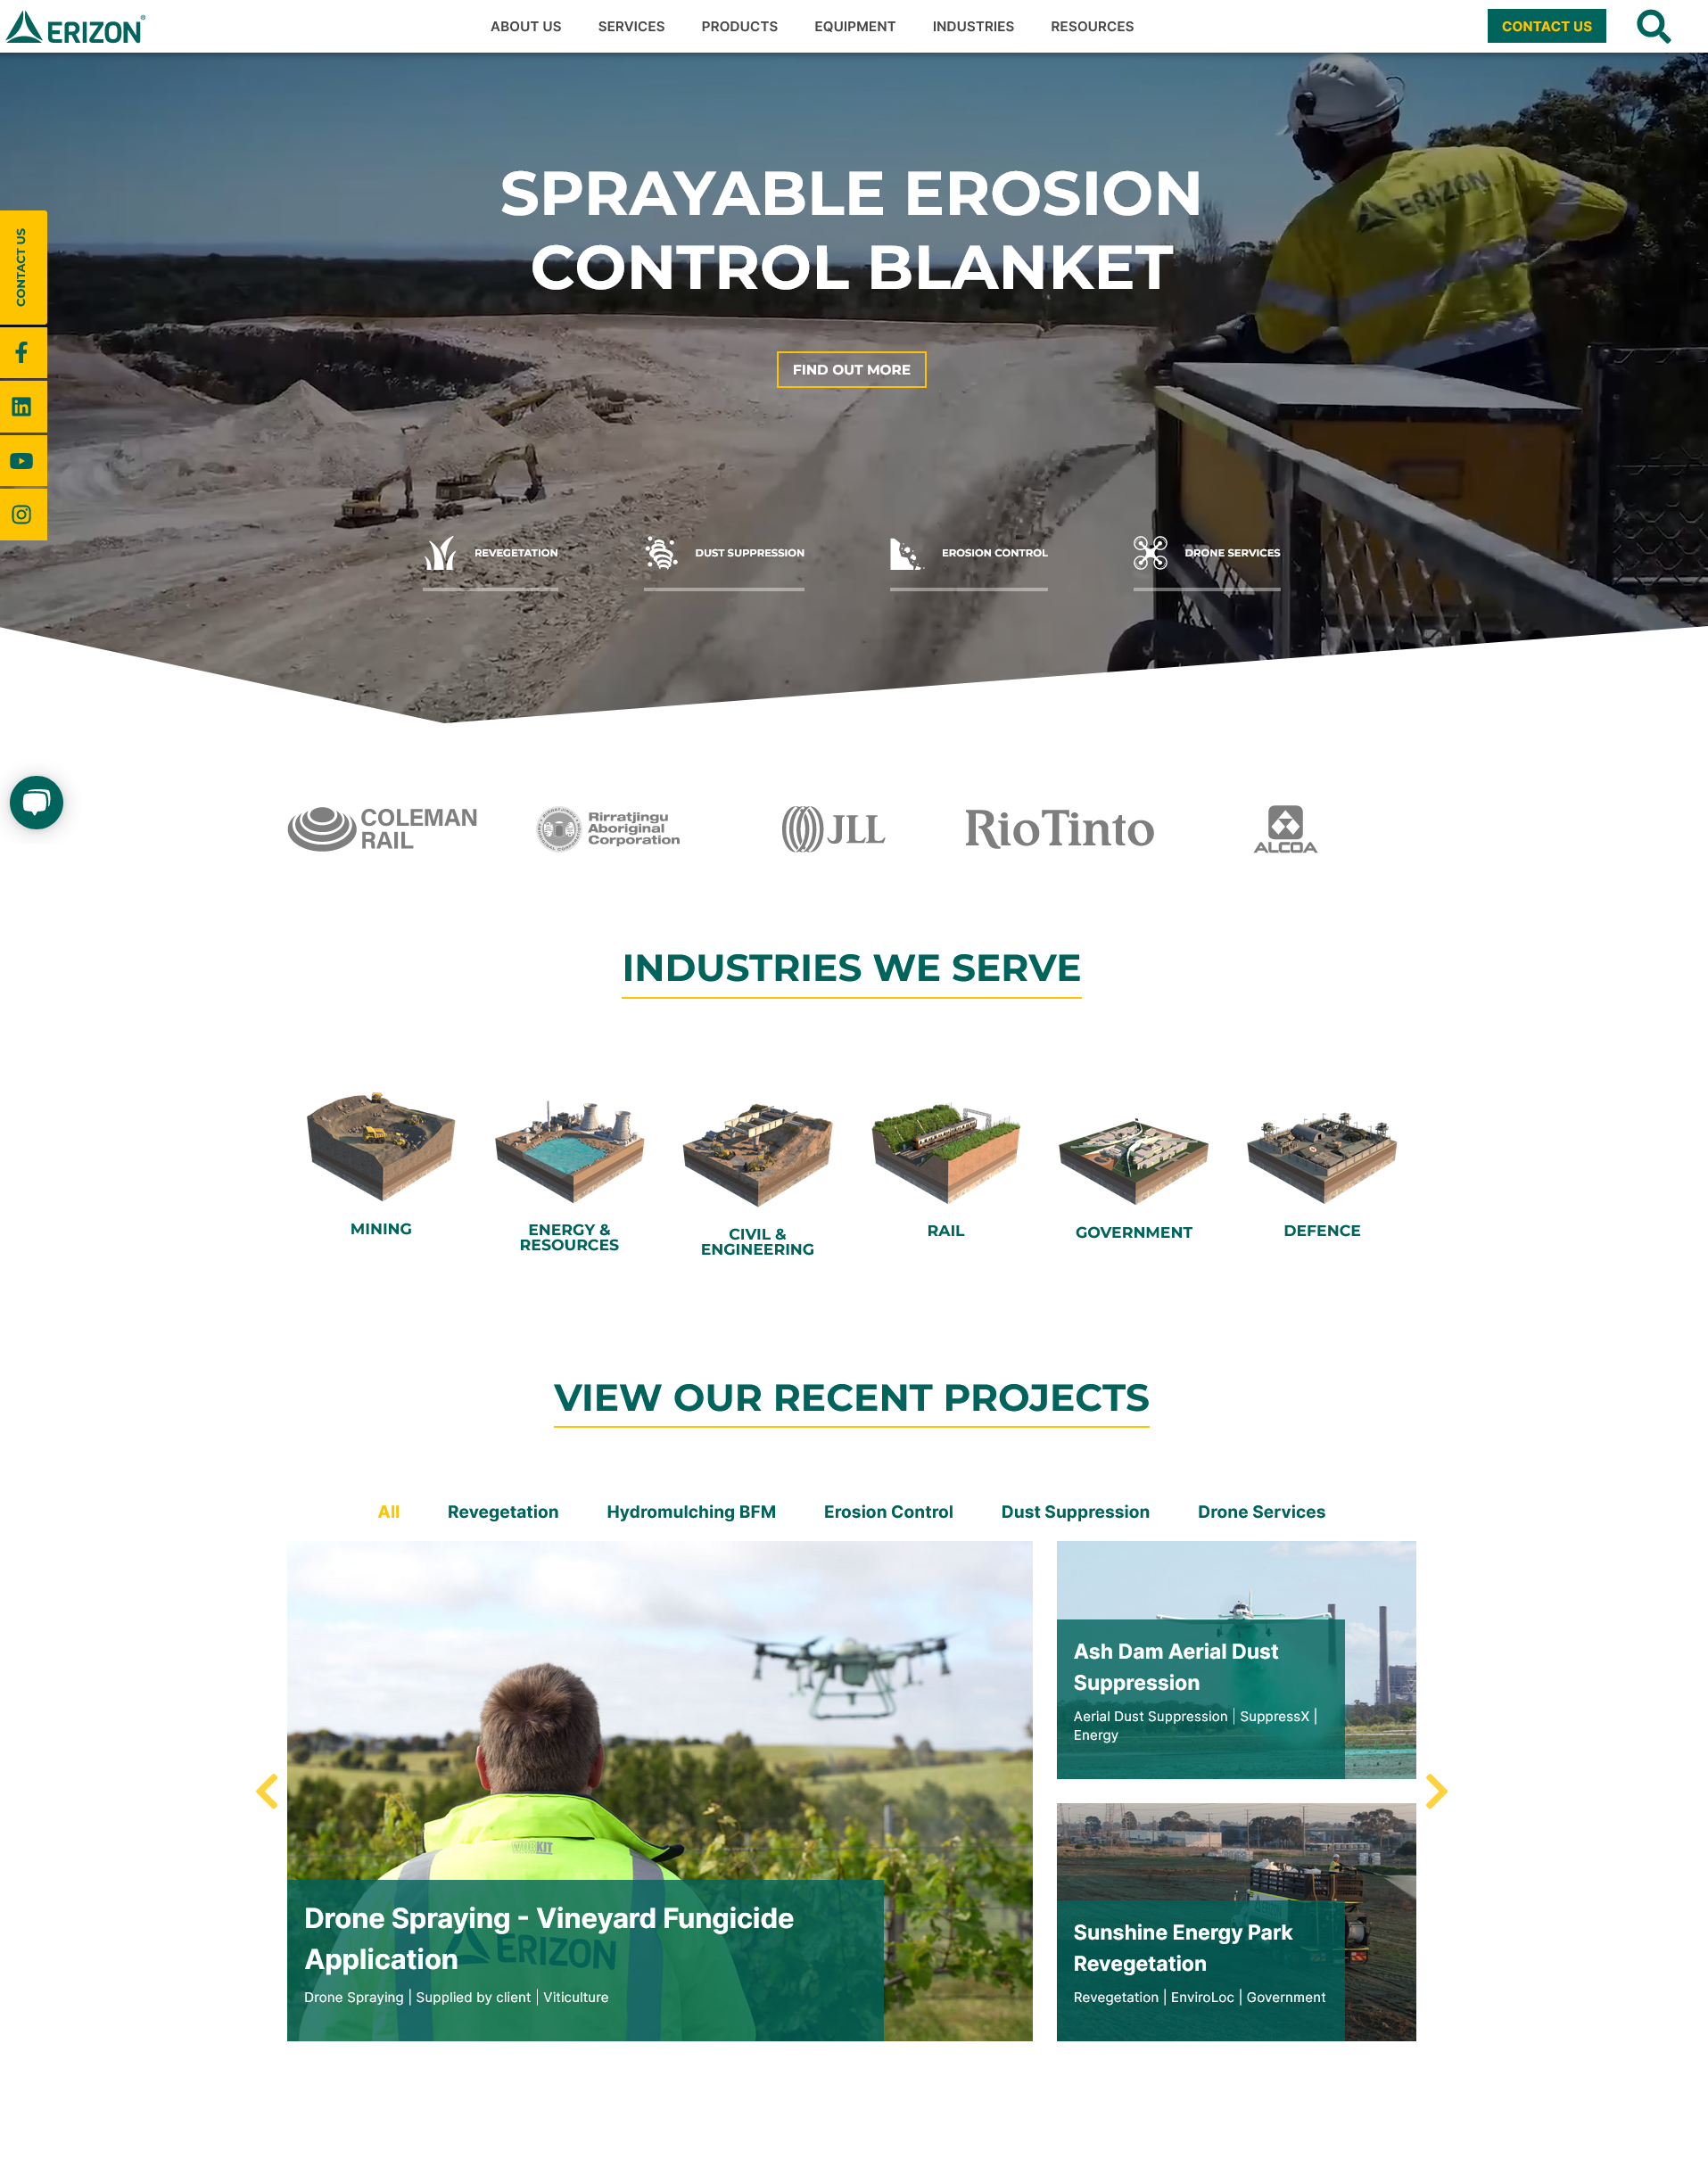 ERIZON®
ABOUT US
SERVICES
PRODUCTS
EQUIPMENT
INDUSTRIES
RESOURCES
CONTACT US
ERIZON
SPRAYABLE EROSION
CONTROL BLANKET
CONTACT US
FIND OUT MORE
REVEGETATION
DUST SUPPRESSION
EROSION CONTROL
DRONE SERVICES
COLEMAN
RAIL
Rirratjingu
Aboriginal
Corporation
JLL
RioTinto
ALCOA
INDUSTRIES WE SERVE
MINING
ENERGY &
RESOURCES
CIVIL &
ENGINEERING
RAIL
GOVERNMENT
DEFENCE
VIEW OUR RECENT PROJECTS
All
Revegetation
Hydromulching BFM
Erosion Control
Dust Suppression
Drone Services
Ash Dam Aerial Dust
Suppression
Aerial Dust Suppression | SuppressX |
Energy
WORKIT
Drone Spraying - Vineyard Fungicide
Application
ERIZON
Drone Spraying | Supplied by client | Viticulture
Sunshine Energy Park
Revegetation
Revegetation | EnviroLoc | Government